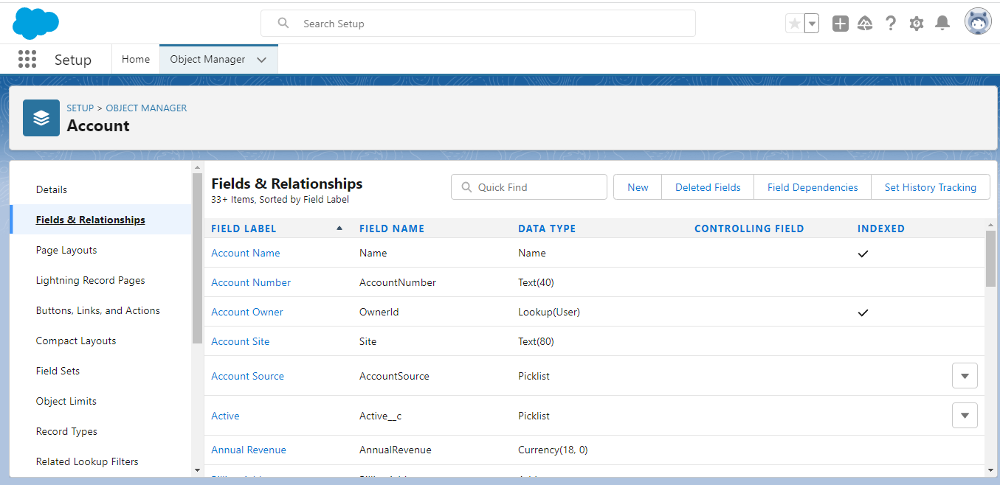 Search Setup
Setup
Home
Object Manager
SETUP > OBJECT MANAGER
Account
Details
Fields & Relationships
Page Layouts
Lightning Record Pages
Buttons, Links, and Actions
Compact Layouts
Field Sets
Object Limits
Record Types
Related Lookup Filters
Fields & Relationships
33+ Items, Sorted by Field Label
Quick Find
New
Deleted Fields
Field Dependencies
Set History Tracking
FIELD LABEL FIELD NAME DATA TYPE CONTROLLING FIELD INDEXED
Account Name Name Name
Account Number AccountNumber Text(40)
Account Owner OwnerId Lookup(User)
Account Site Site Text(80)
Account Source AccountSource Picklist
Active Active__c Picklist
Annual Revenue AnnualRevenue Currency(18, 0)